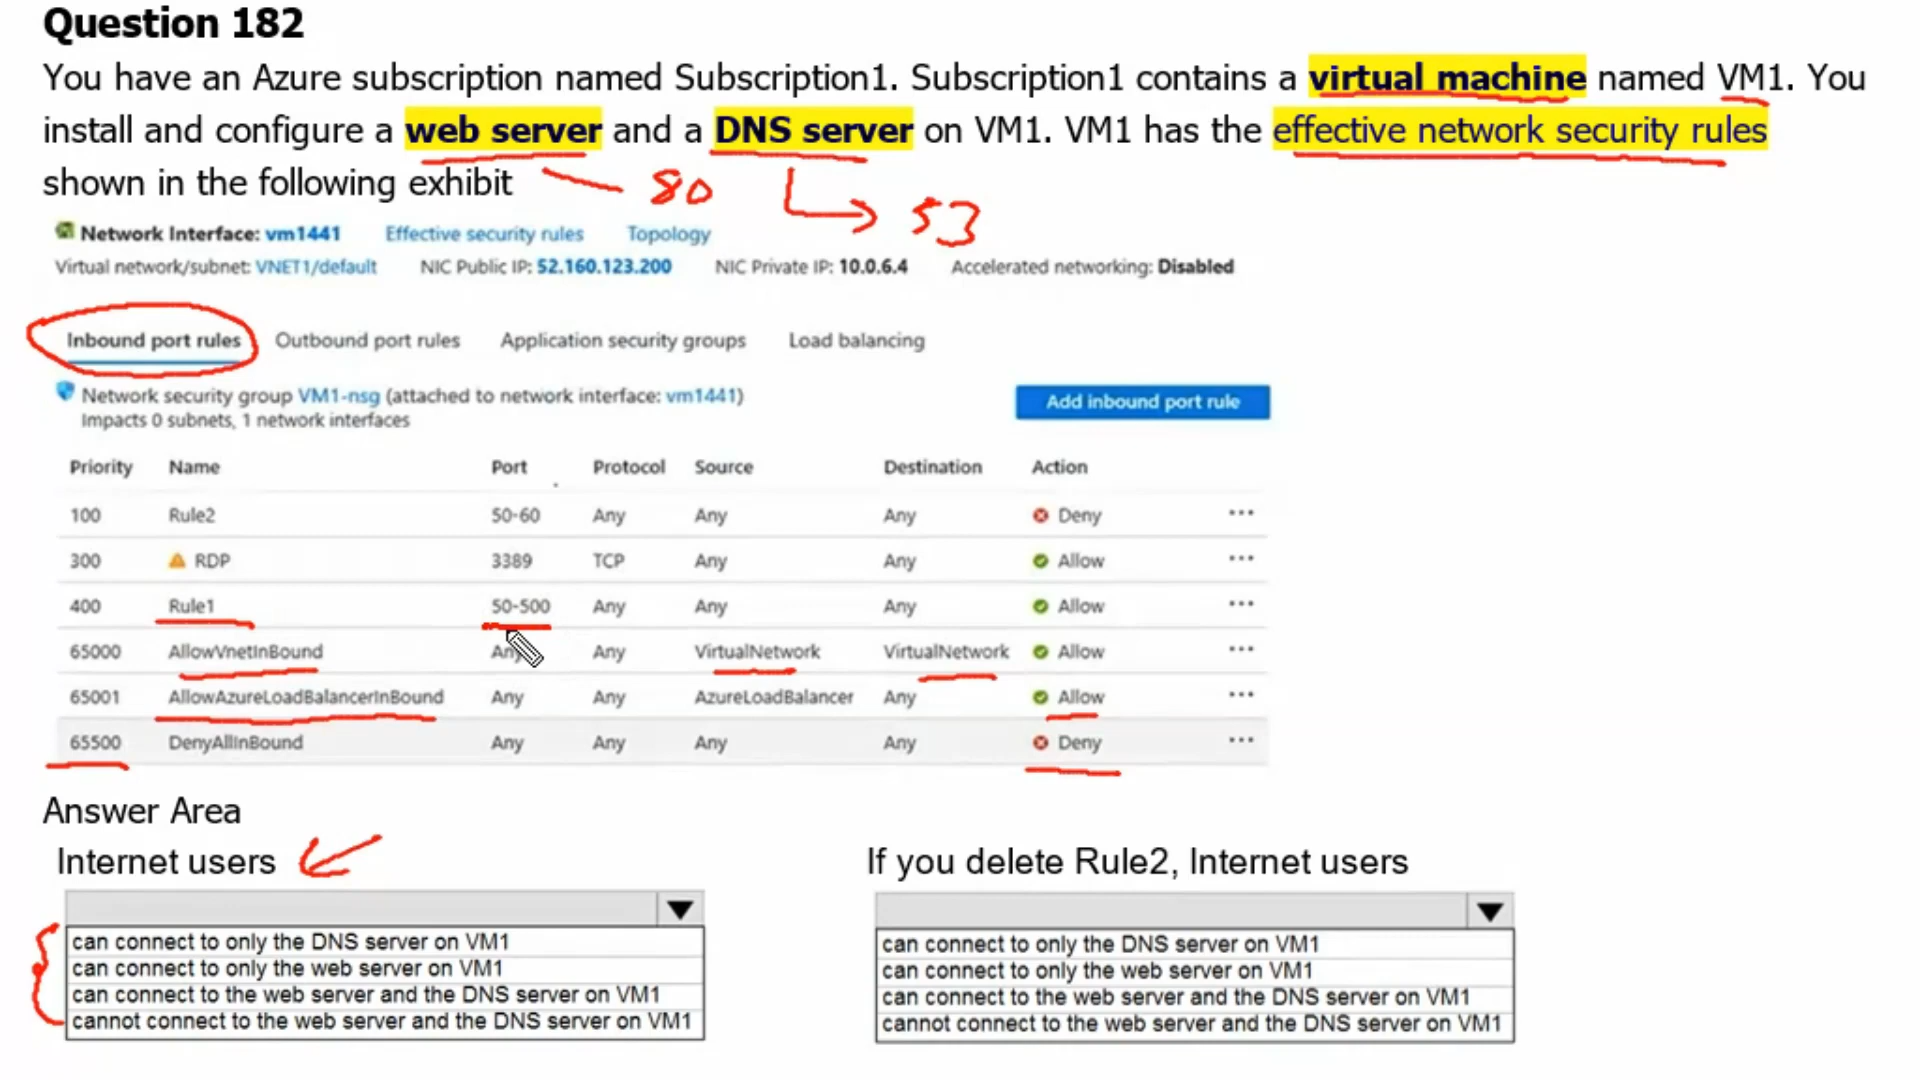 Question 182
You have an Azure subscription named Subscription1. Subscription1 contains a virtual machine named VM1. You
install and configure a web server and a DNS server on VM1. VM1 has the effective network security rules
shown in the following exhibit
80
53
Network Interface: vm1441 Effective security rules Topology
Virtual network/subnet: VNET1/default NIC Public IP: 52.160.123.200 NIC Private IP: 10.0.6.4 Accelerated networking: Disabled
Inbound port rules Outbound port rules Application security groups Load balancing
Network security group VM1-nsg (attached to network interface: vm1441)
Impacts 0 subnets, 1 network interfaces
Add inbound port rule
Priority Name Port Protocol Source Destination Action
100 Rule2 50-60 Any Any Any Deny ...
300 RDP 3389 TCP Any Any Allow ...
400 Rule1 50-500 Any Any Any Allow ...
65000 AllowVnetInBound Any Any VirtualNetwork VirtualNetwork Allow ...
65001 AllowAzureLoadBalancerInBound Any Any AzureLoadBalancer Any Allow ...
65500 DenyAllInBound Any Any Any Any Deny ...
Answer Area
Internet users
can connect to only the DNS server on VM1
can connect to only the web server on VM1
can connect to the web server and the DNS server on VM1
cannot connect to the web server and the DNS server on VM1
If you delete Rule2, Internet users
can connect to only the DNS server on VM1
can connect to only the web server on VM1
can connect to the web server and the DNS server on VM1
cannot connect to the web server and the DNS server on VM1